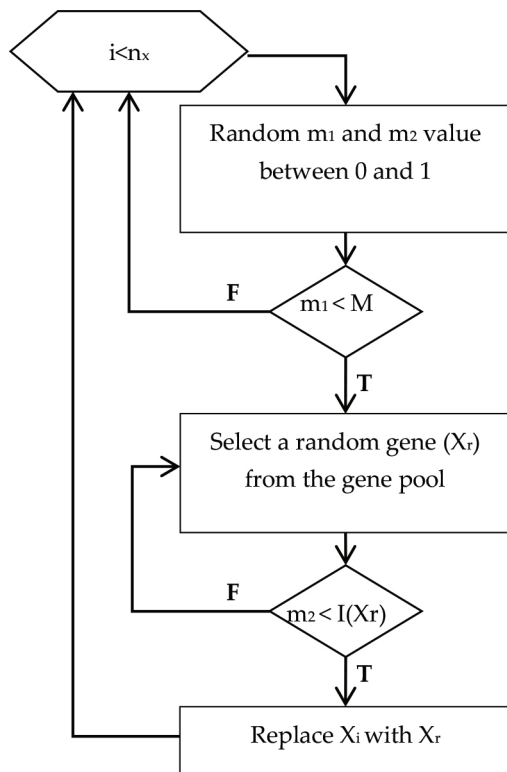 i<nₓ
Random m₁ and m₂ value
between 0 and 1
F
m₁ < M
T
Select a random gene (Xᵣ)
from the gene pool
F
m₂ < I(Xr)
T
Replace Xᵢ with Xᵣ